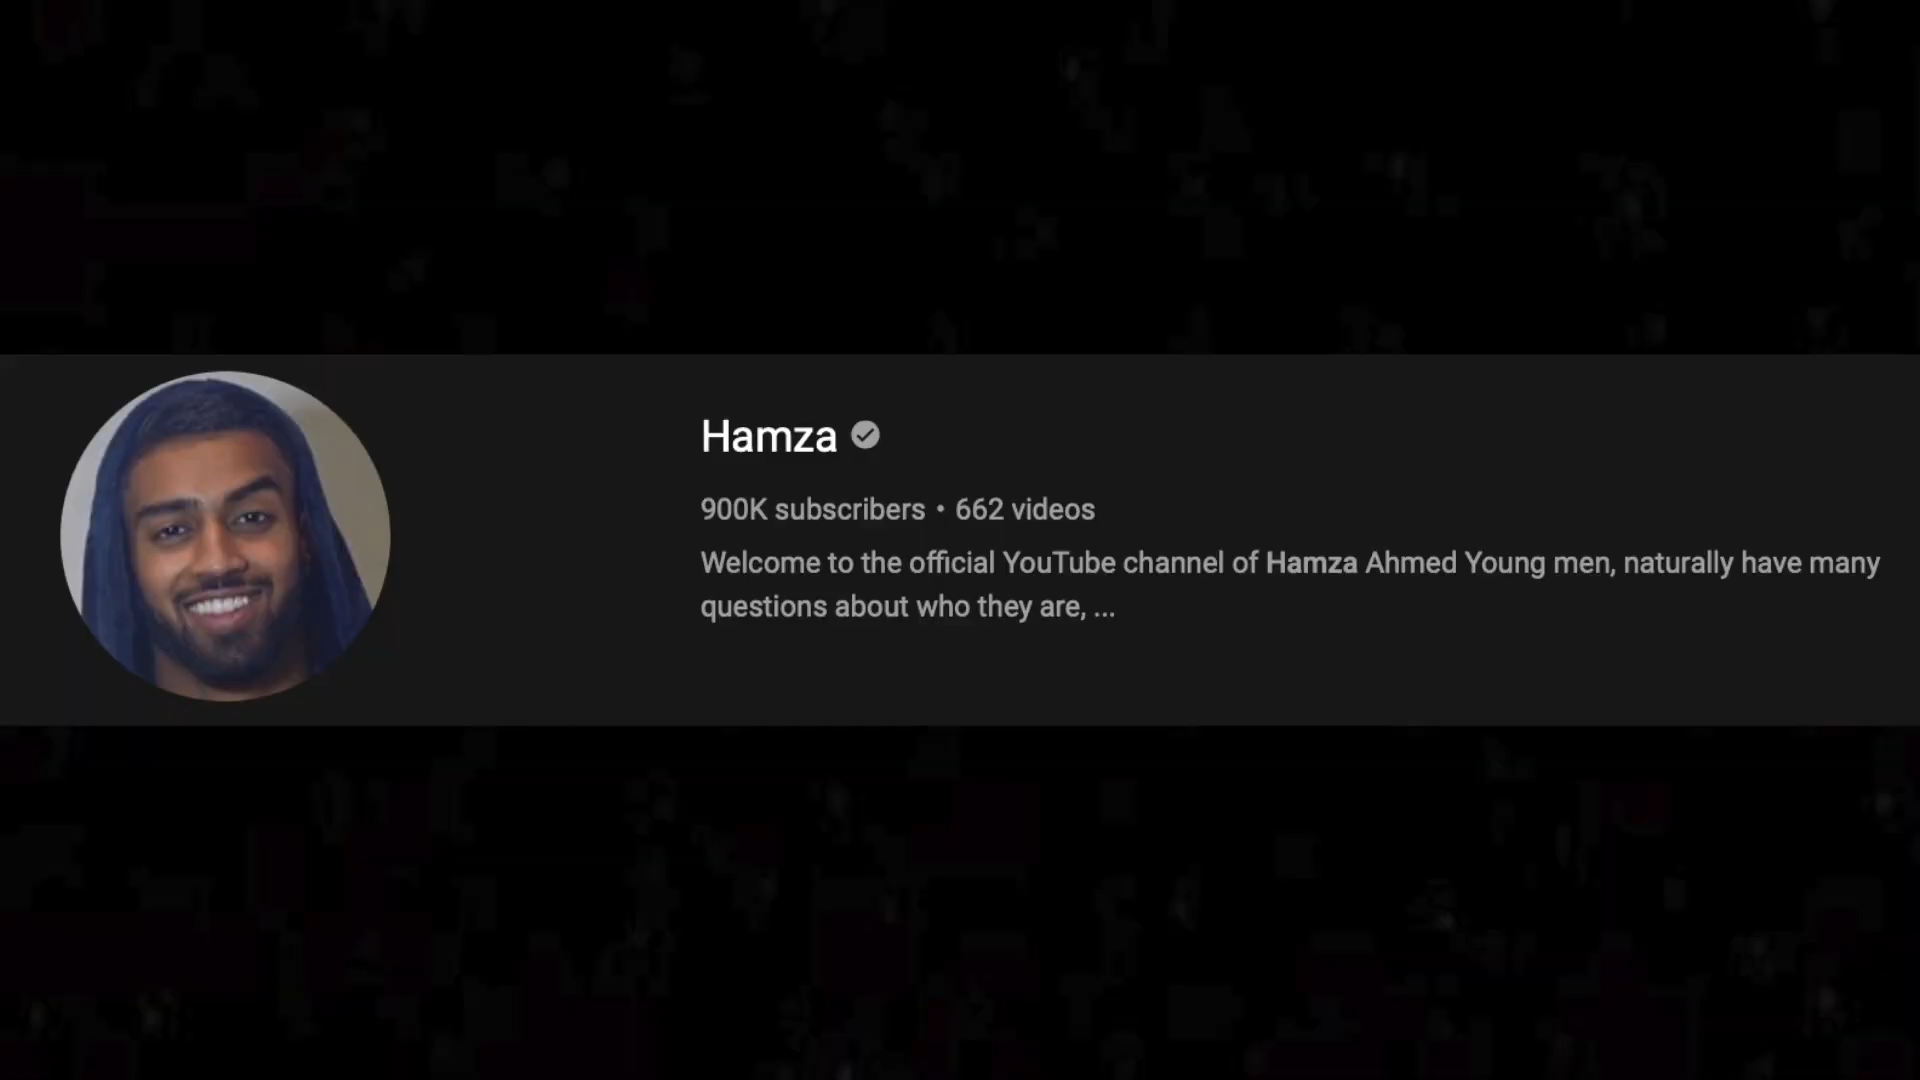 Hamza
900K subscribers • 662 videos
Welcome to the official YouTube channel of Hamza Ahmed Young men, naturally have many
questions about who they are, ...